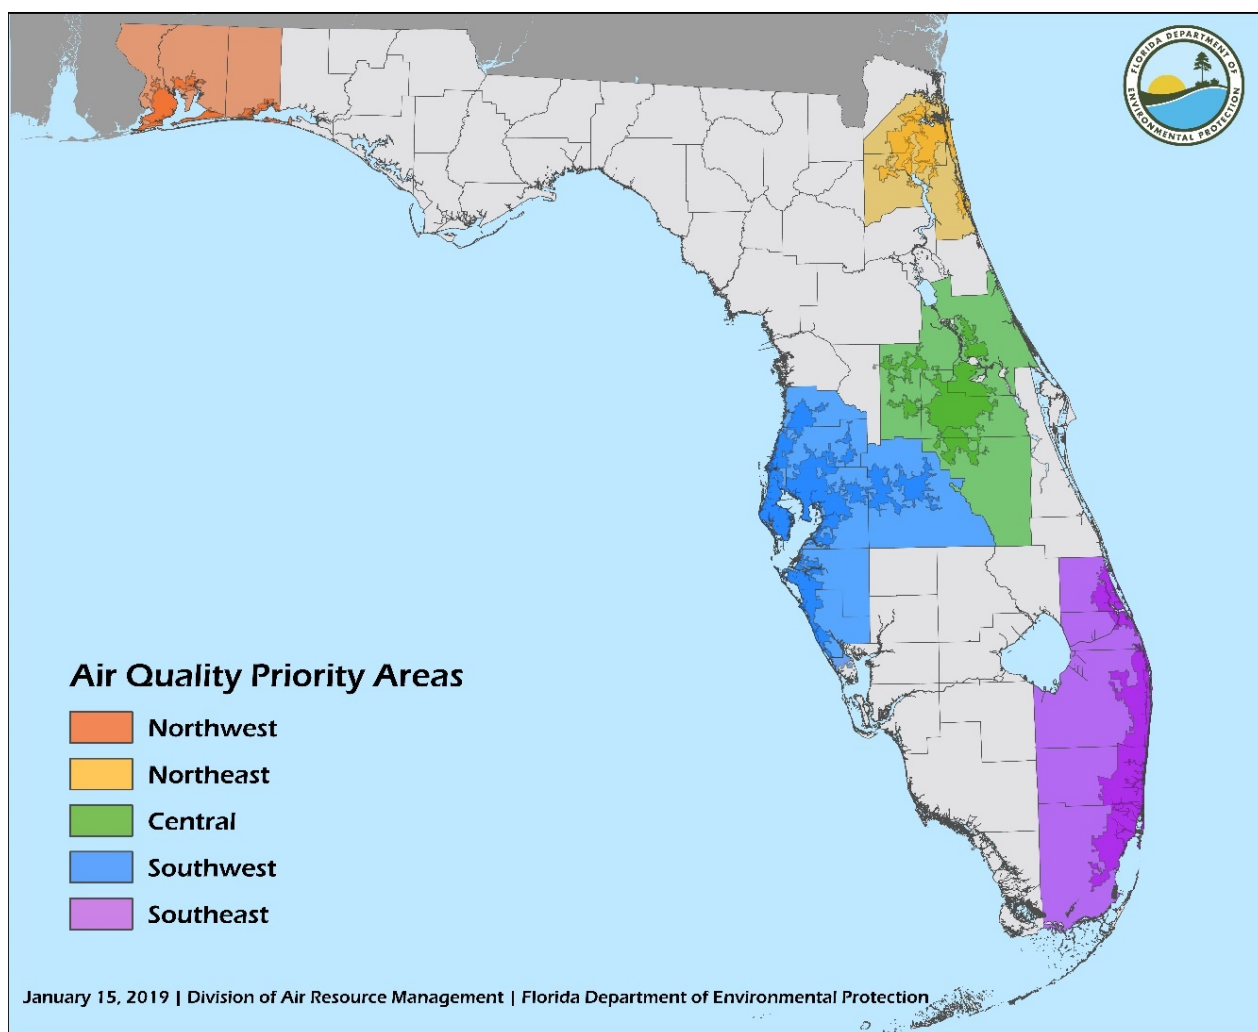 FLORIDA DEPARTMENT OF
ENVIRONMENTAL PROTECTION
Air Quality Priority Areas
Northwest
Northeast
Central
Southwest
Southeast
January 15, 2019 | Division of Air Resource Management | Florida Department of Environmental Protection